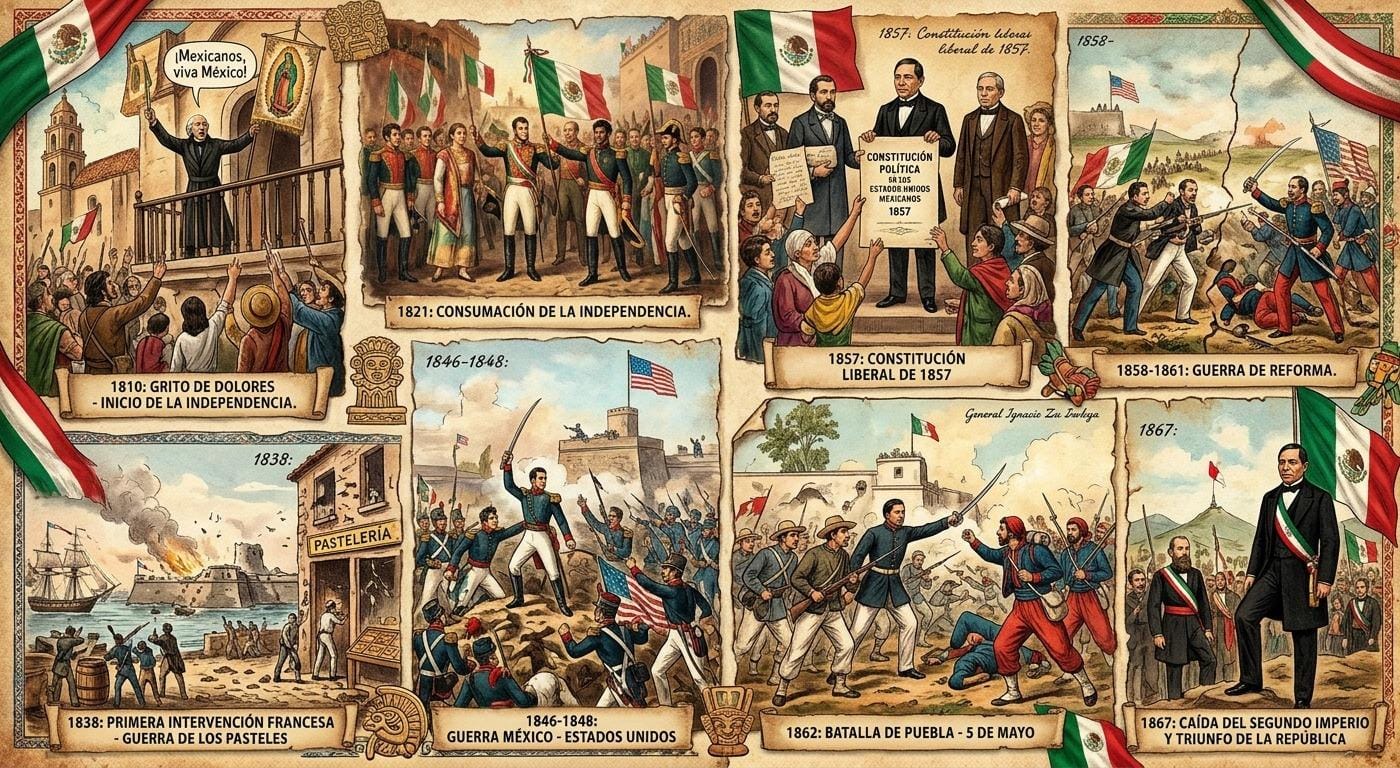 ¡Mexicanos,
viva México!
1810: GRITO DE DOLORES
- INICIO DE LA INDEPENDENCIA.
1821: CONSUMACIÓN DE LA INDEPENDENCIA.
1857: Constitución
liberal de 1857.
CONSTITUCIÓN
POLÍTICA
MEXICANOS
1857
1857: CONSTITUCIÓN
LIBERAL DE 1857
1858-
1858-1861: GUERRA DE REFORMA.
1838:
PASTELERÍA
1838: PRIMERA INTERVENCIÓN FRANCESA
- GUERRA DE LOS PASTELES
1846-1848:
1846-1848:
GUERRA MÉXICO - ESTADOS UNIDOS
General Ignacio
1862: BATALLA DE PUEBLA - 5 DE MAYO
1867:
1867: CAÍDA DEL SEGUNDO IMPERIO
Y TRIUNFO DE LA REPÚBLICA